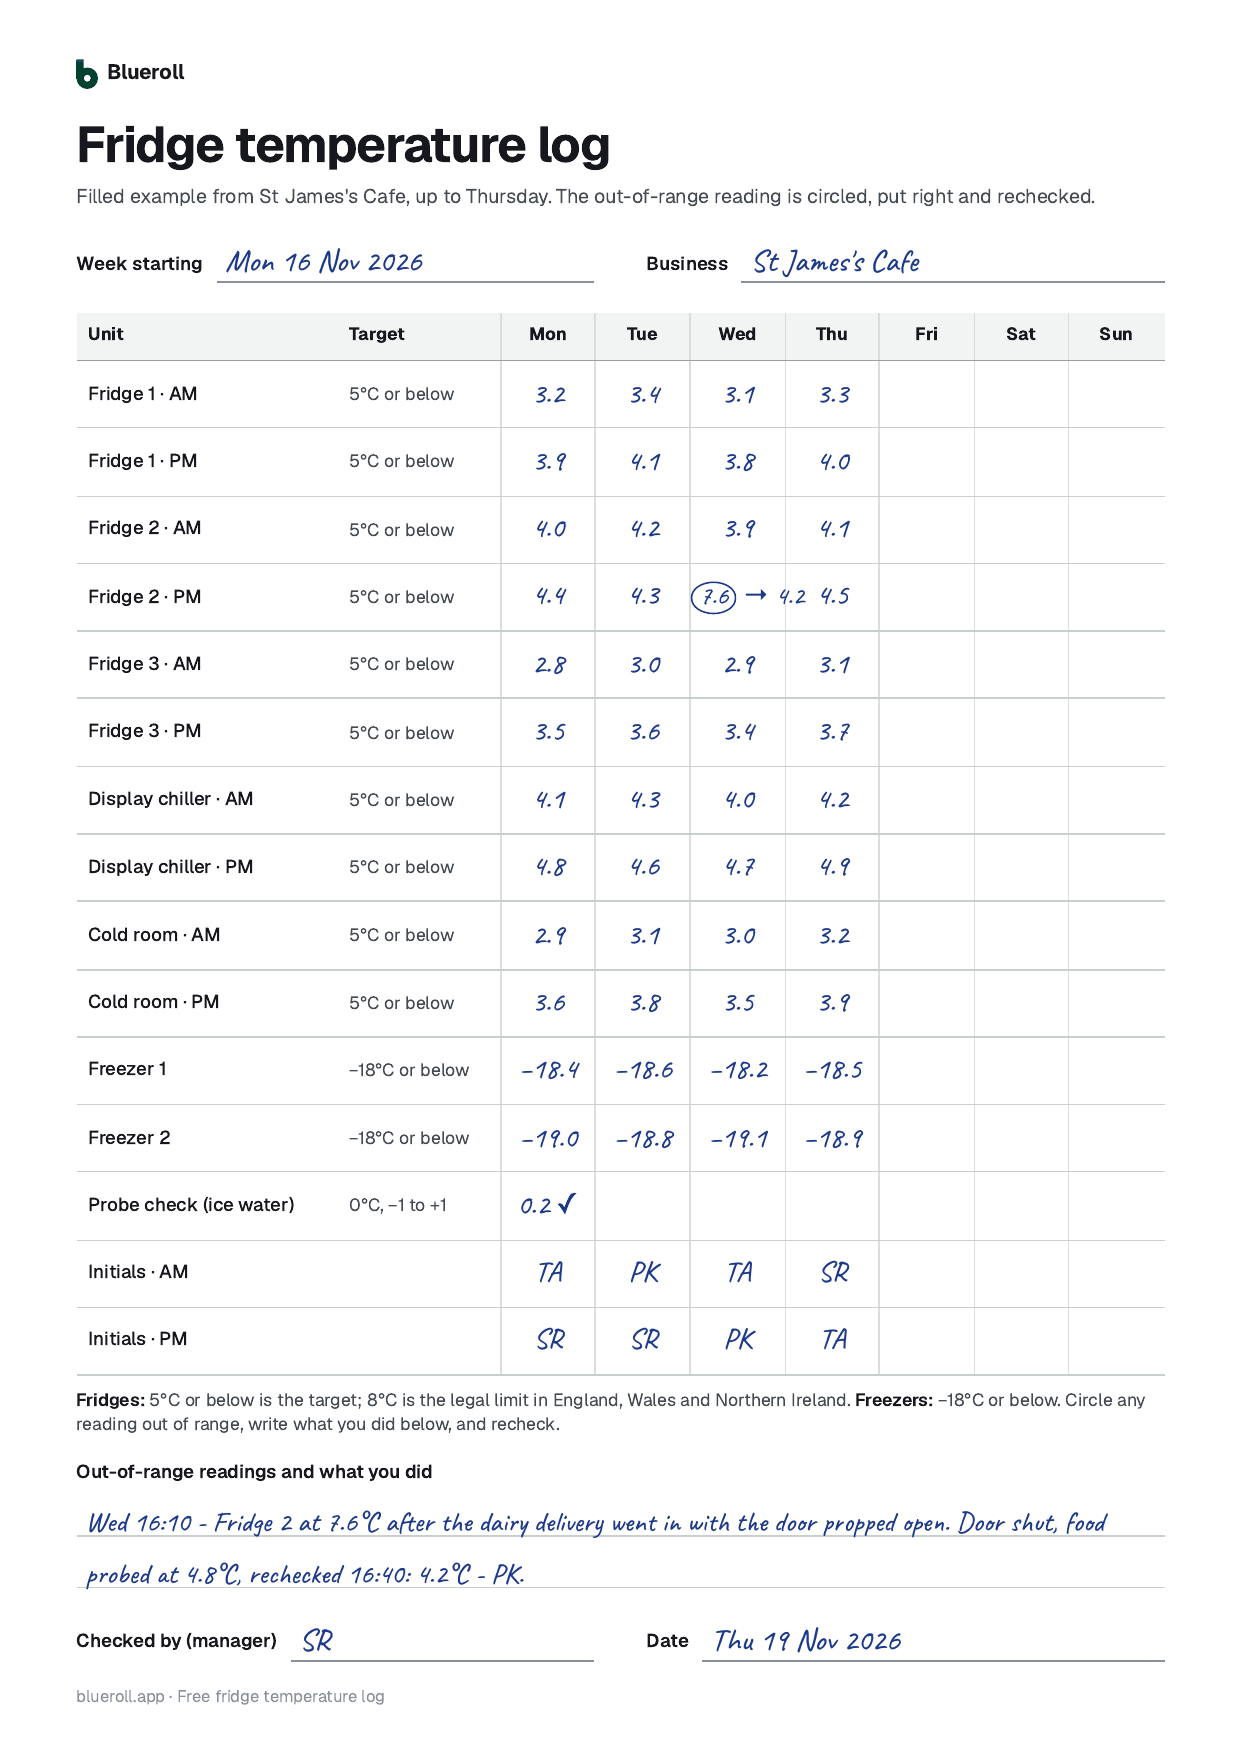 Blueroll
Fridge temperature log
Filled example from St James's Cafe, up to Thursday. The out-of-range reading is circled, put right and rechecked.
Week starting Mon 16 Nov 2026 Business St James's Cafe
Unit Target Mon Tue Wed Thu Fri Sat Sun
Fridge 1 · AM 5°C or below 3.2 3.4 3.1 3.3
Fridge 1 · PM 5°C or below 3.9 4.1 3.8 4.0
Fridge 2 · AM 5°C or below 4.0 4.2 3.9 4.1
Fridge 2 · PM 5°C or below 4.4 4.3 7.6 → 4.2 4.5
Fridge 3 · AM 5°C or below 2.8 3.0 2.9 3.1
Fridge 3 · PM 5°C or below 3.5 3.6 3.4 3.7
Display chiller · AM 5°C or below 4.1 4.3 4.0 4.2
Display chiller · PM 5°C or below 4.8 4.6 4.7 4.9
Cold room · AM 5°C or below 2.9 3.1 3.0 3.2
Cold room · PM 5°C or below 3.6 3.8 3.5 3.9
Freezer 1 −18°C or below −18.4 −18.6 −18.2 −18.5
Freezer 2 −18°C or below −19.0 −18.8 −19.1 −18.9
Probe check (ice water) 0°C, −1 to +1 0.2 ✓
Initials · AM TA PK TA SR
Initials · PM SR SR PK TA
Fridges: 5°C or below is the target; 8°C is the legal limit in England, Wales and Northern Ireland. Freezers: −18°C or below. Circle any
reading out of range, write what you did below, and recheck.
Out-of-range readings and what you did
Wed 16:10 - Fridge 2 at 7.6°C after the dairy delivery went in with the door propped open. Door shut, food
probed at 4.8°C, rechecked 16:40: 4.2°C - PK.
Checked by (manager) SR Date Thu 19 Nov 2026
blueroll.app · Free fridge temperature log